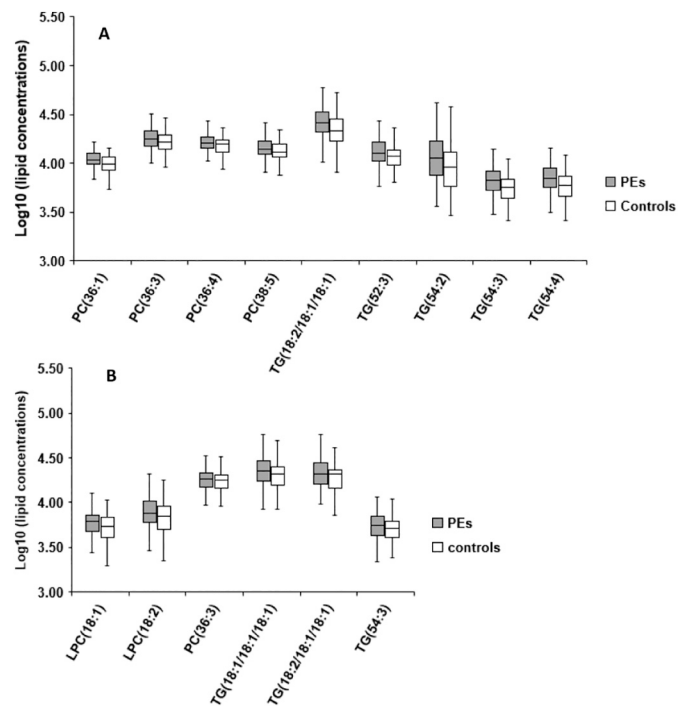 A
Log10 (lipid concentrations)
5.50
5.00
4.50
4.00
3.50
3.00
PC(36:1)
PC(36:3)
PC(36:4)
PC(38:5)
TG(18:2/18:1/18:1)
TG(52:3)
TG(54:2)
TG(54:3)
TG(54:4)
PEs
Controls
B
Log10 (lipid concentrations)
5.50
5.00
4.50
4.00
3.50
3.00
LPC(18:1)
LPC(18:2)
PC(36:3)
TG(18:1/18:1/18:1)
TG(18:2/18:1/18:1)
TG(54:3)
PEs
controls